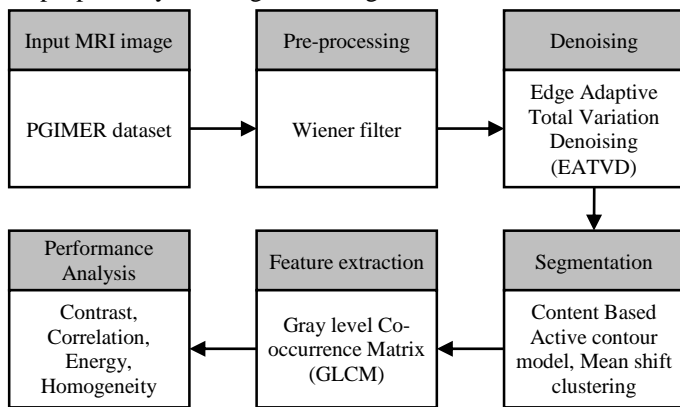 Input MRI image
PGIMER dataset
Pre-processing
Wiener filter
Denoising
Edge Adaptive
Total Variation
Denoising
(EATVD)
Segmentation
Content Based
Active contour
model, Mean shift
clustering
Feature extraction
Gray level Co-
occurrence Matrix
(GLCM)
Performance
Analysis
Contrast,
Correlation,
Energy,
Homogeneity